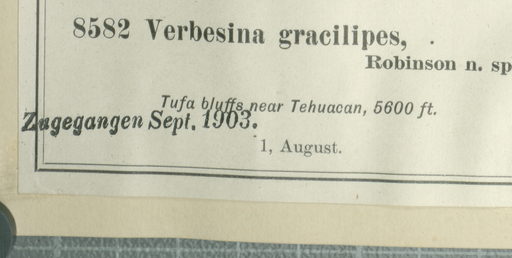 8582 Verbesina gracilipes,
Robinson n. sp
Tufa bluffs near Tehuacan, 5600 ft.
Zugegangen Sept. 1903.
1, August.